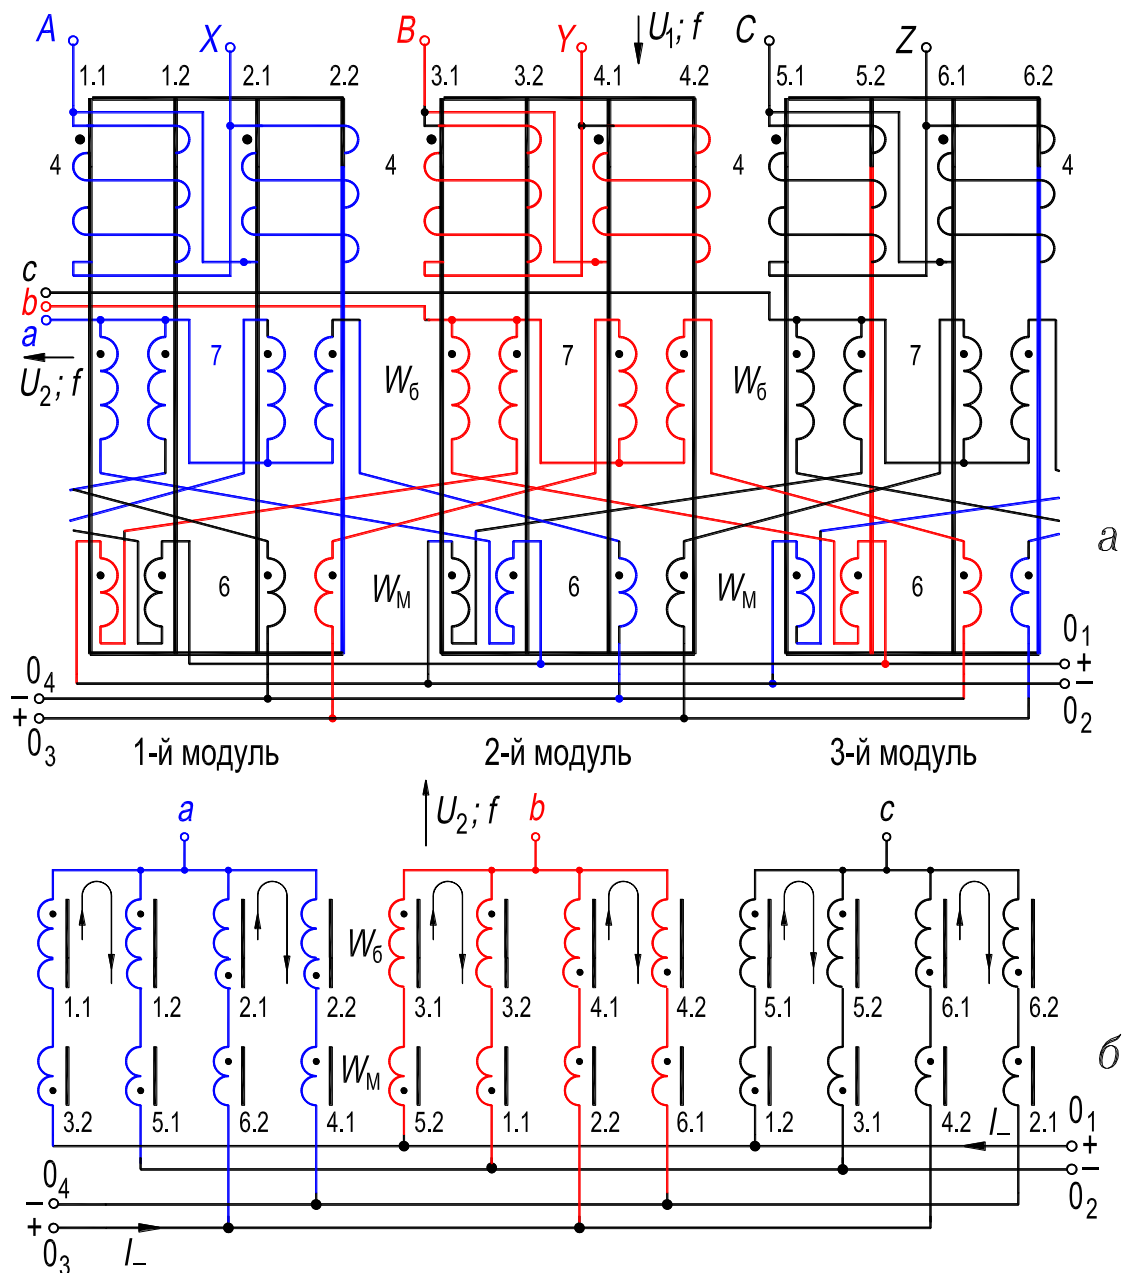 A X B Y U₁; f C Z
1.1 1.2 2.1 2.2 3.1 3.2 4.1 4.2 5.1 5.2 6.1 6.2
4 4 4 4
c
b
a
U₂; f
7 7 7
Wб Wб
а
6 Wм 6 Wм 6
0₁
+
0₄ −
− 0₂
+
0₃ 1-й модуль 2-й модуль 3-й модуль
a U₂; f b c
Wб
1.1 1.2 2.1 2.2 3.1 3.2 4.1 4.2 5.1 5.2 6.1 6.2
Wм б
3.2 5.1 6.2 4.1 5.2 1.1 2.2 6.1 1.2 3.1 4.2 2.1 0₁
I₋ +
0₄ −
− 0₂
+
0₃ I₋